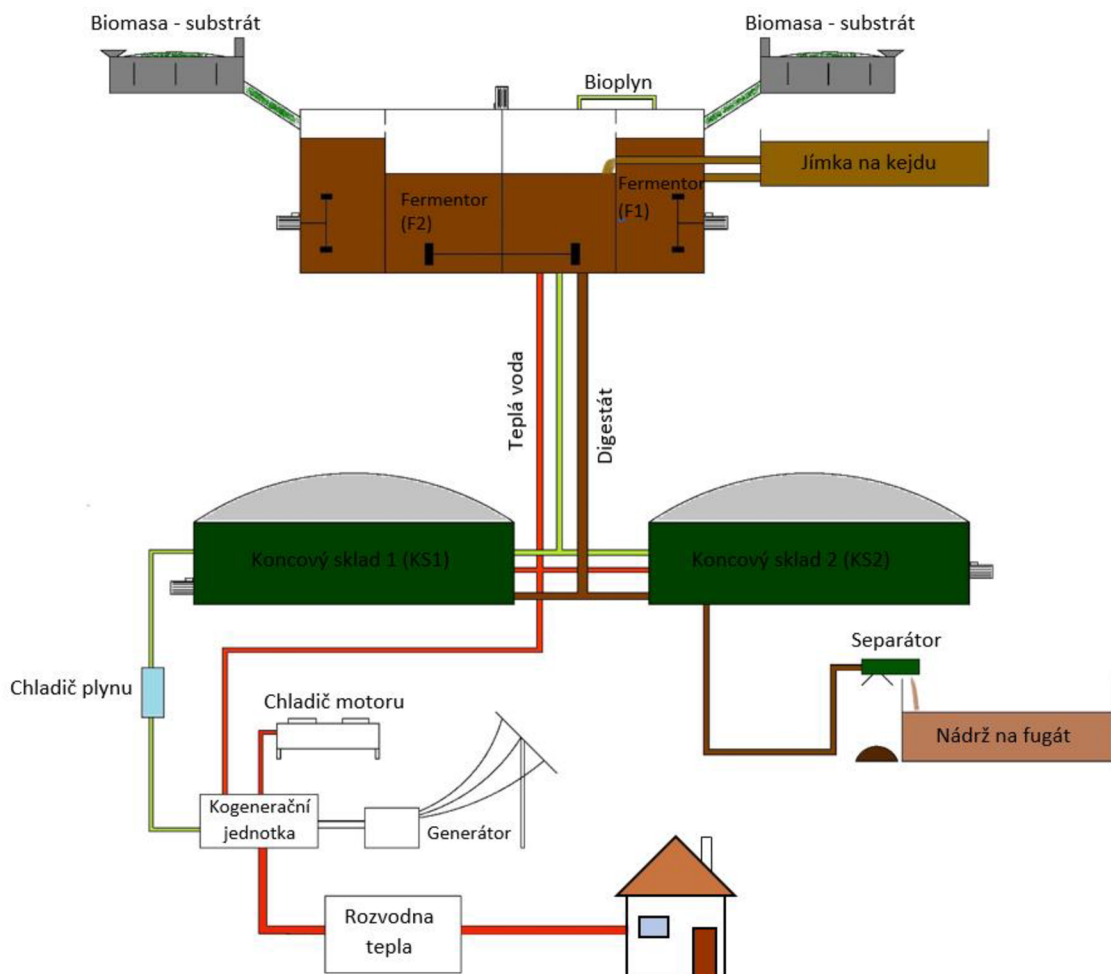 Biomasa - substrát
Biomasa - substrát
Bioplyn
Jímka na kejdu
Fermentor
(F1)
Fermentor
(F2)
Teplá voda
Digestát
Koncový sklad 1 (KS1)
Koncový sklad 2 (KS2)
Separátor
Chladič plynu
Chladič motoru
Nádrž na fugát
Kogenerační
jednotka
Generátor
Rozvodna
tepla